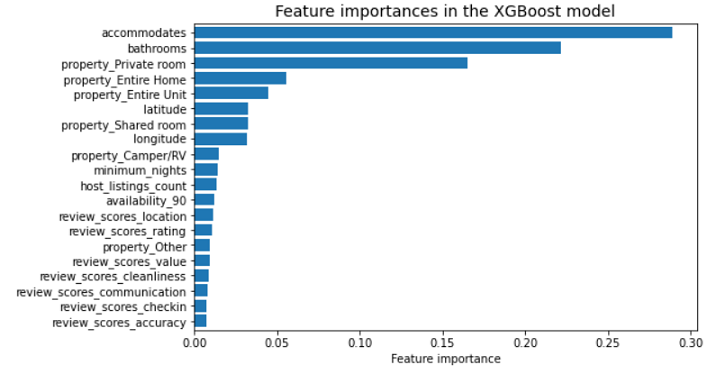 Feature importances in the XGBoost model
accommodates
bathrooms
property_Private room
property_Entire Home
property_Entire Unit
latitude
property_Shared room
longitude
property_Camper/RV
minimum_nights
host_listings_count
availability_90
review_scores_location
review_scores_rating
property_Other
review_scores_value
review_scores_cleanliness
review_scores_communication
review_scores_checkin
review_scores_accuracy
0.00 0.05 0.10 0.15 0.20 0.25 0.30
Feature importance